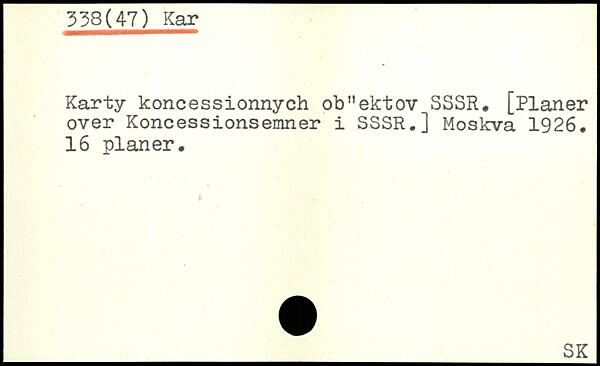 338(47) Kar
Karty koncessionnych ob"ektov SSSR. [Planer
over Koncessionsemner i SSSR.] Moskva 1926.
16 planer.
SK